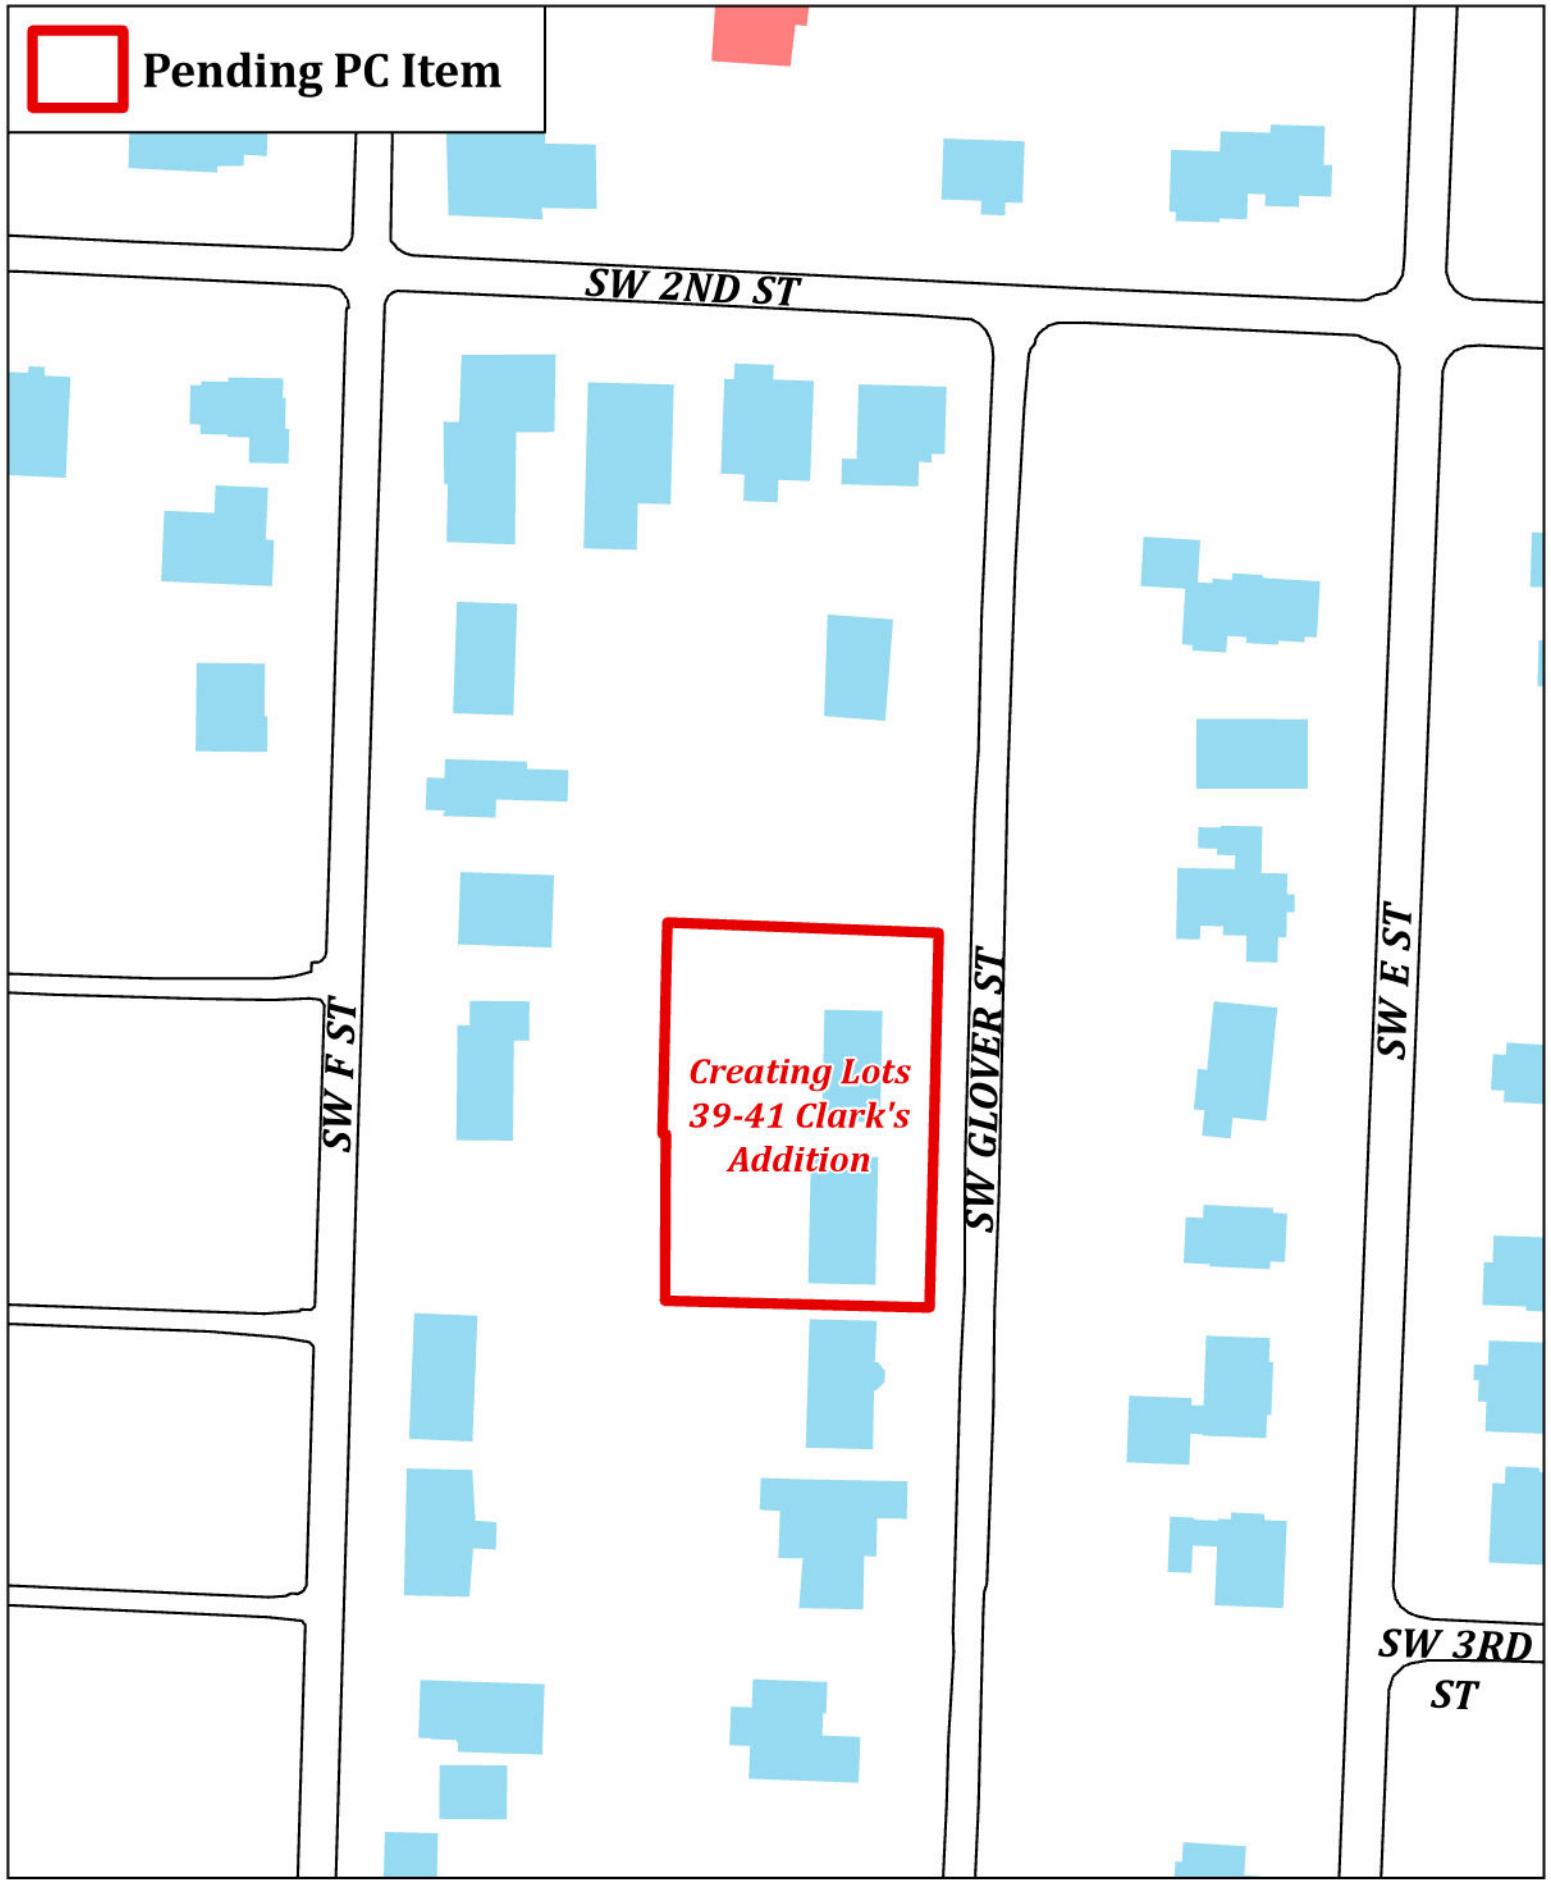 Pending PC Item
SW 2ND ST
SW F ST
SW GLOVER ST
SW E ST
Creating Lots
39-41 Clark's
Addition
SW 3RD
ST